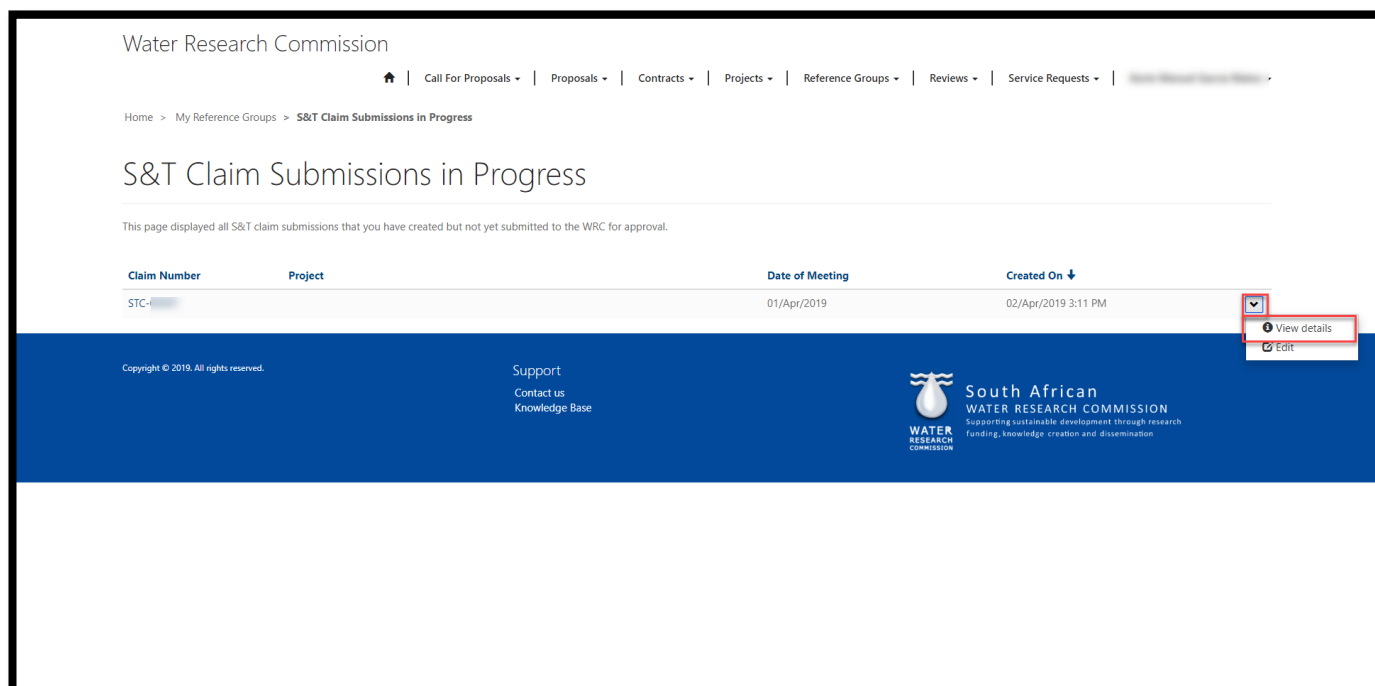 Water Research Commission
Call For Proposals | Proposals | Contracts | Projects | Reference Groups | Reviews | Service Requests |
Home > My Reference Groups > S&T Claim Submissions in Progress
S&T Claim Submissions in Progress
This page displayed all S&T claim submissions that you have created but not yet submitted to the WRC for approval.
Claim Number Project Date of Meeting Created On
STC- 01/Apr/2019 02/Apr/2019 3:11 PM
View details
Edit
Copyright © 2019. All rights reserved.
Support
Contact us
Knowledge Base
WATER
RESEARCH
COMMISSION
South African
WATER RESEARCH COMMISSION
Supporting sustainable development through research
funding, knowledge creation and dissemination